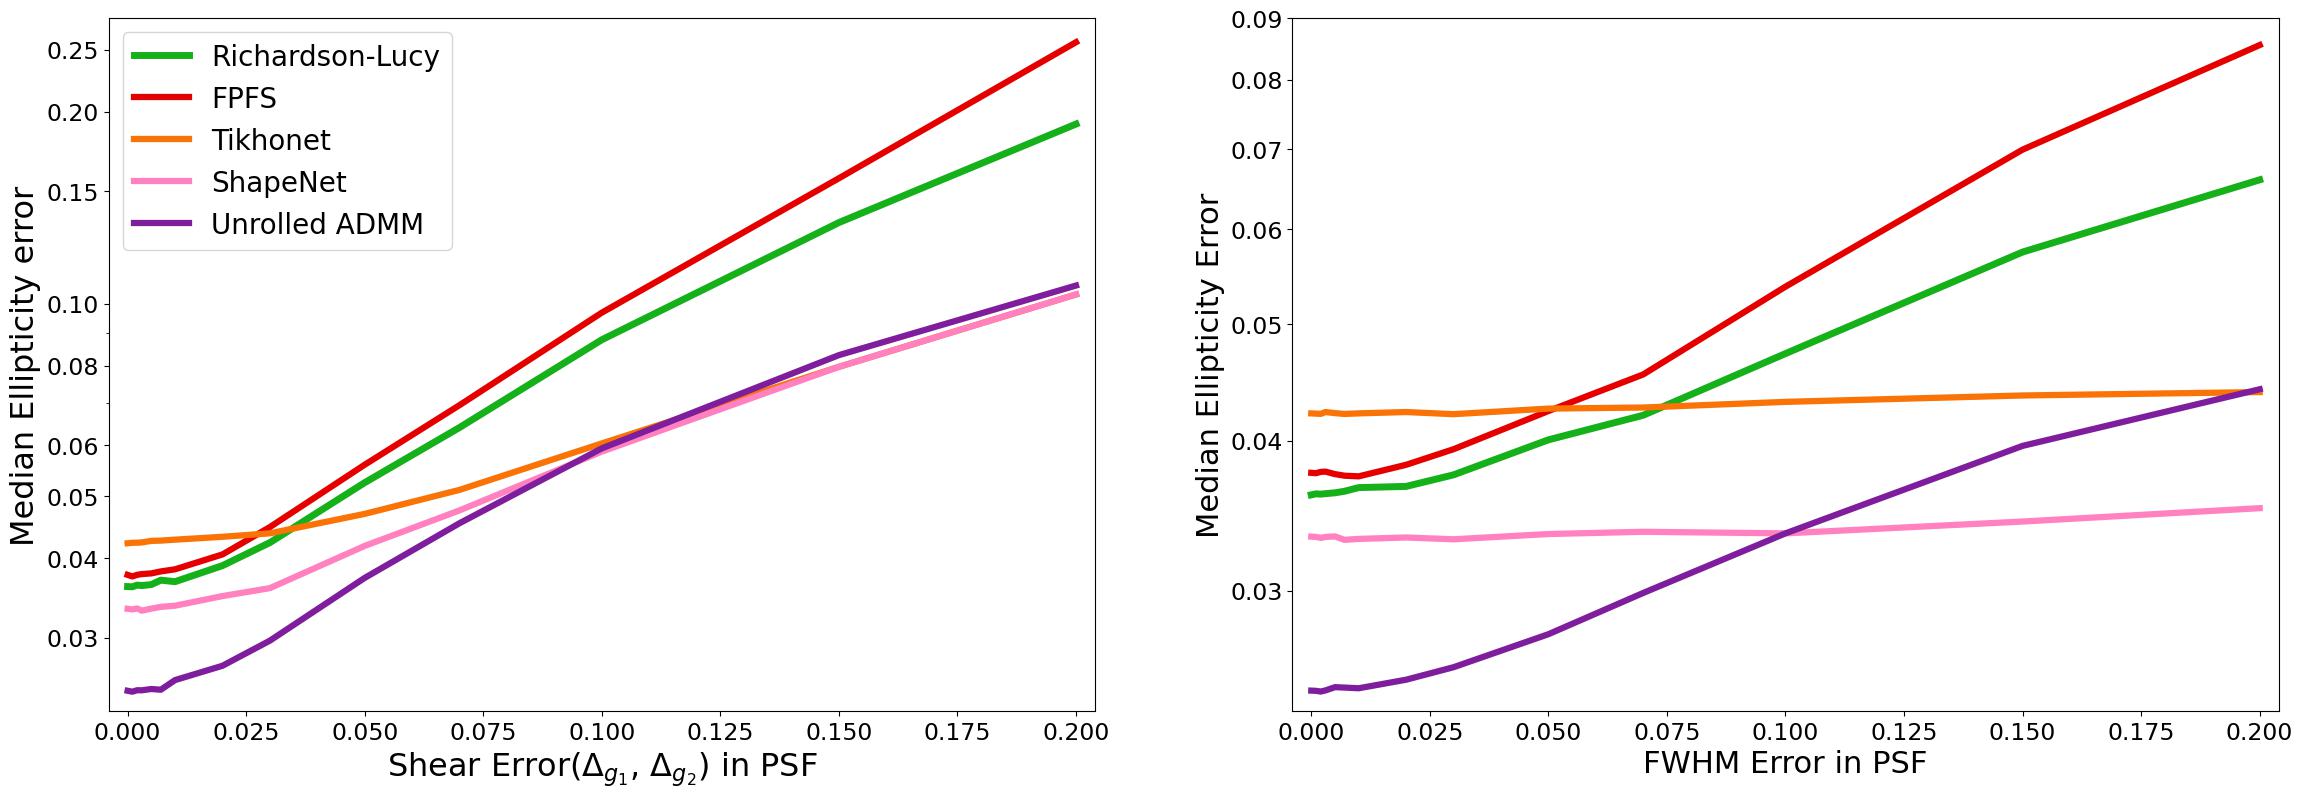 0.25
0.20
0.15
0.10
0.08
0.06
0.05
0.04
0.03
Median Ellipticity error
Richardson-Lucy
FPFS
Tikhonet
ShapeNet
Unrolled ADMM
0.000 0.025 0.050 0.075 0.100 0.125 0.150 0.175 0.200
Shear Error(Δg₁, Δg₂) in PSF
0.09
0.08
0.07
0.06
0.05
0.04
0.03
Median Ellipticity Error
0.000 0.025 0.050 0.075 0.100 0.125 0.150 0.175 0.200
FWHM Error in PSF